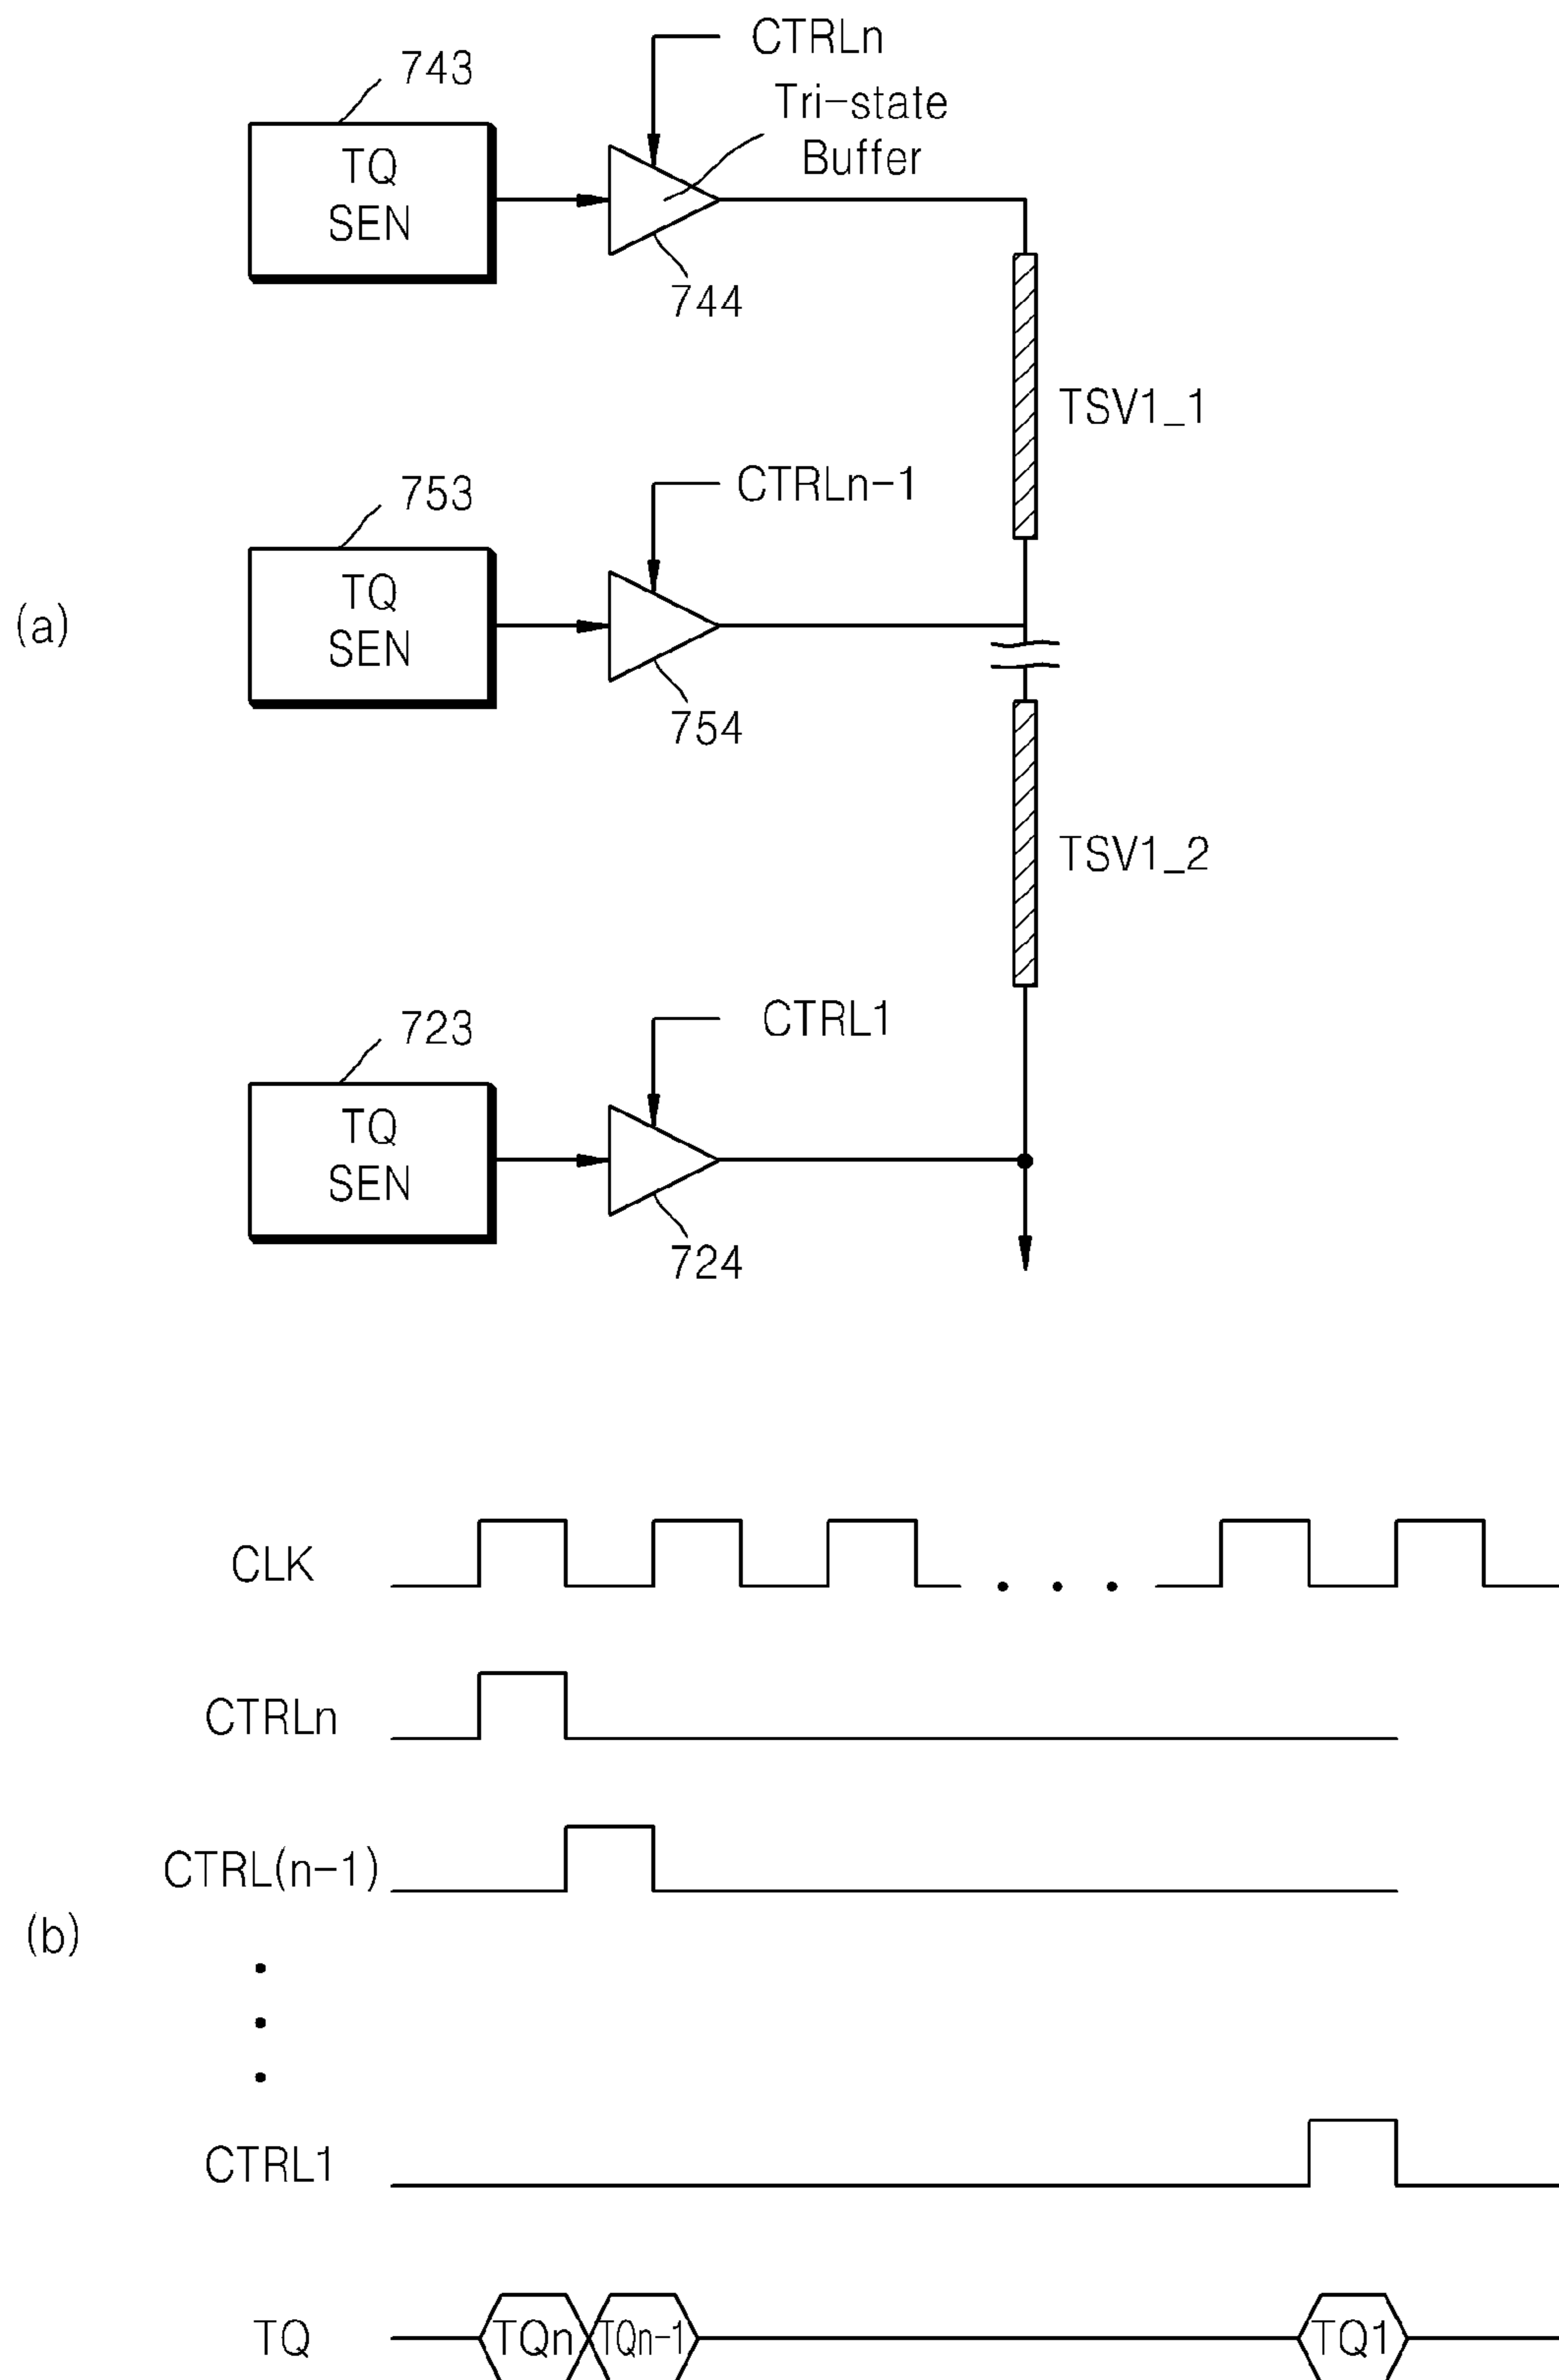 CTRLn
743
Tri-state
Buffer
TQ
SEN
744
TSV1_1
CTRLn-1
753
(a)
TQ
SEN
754
TSV1_2
CTRL1
723
TQ
SEN
724
CLK
CTRLn
CTRL(n-1)
(b)
CTRL1
TQ
TQn
TQn-1
TQ1